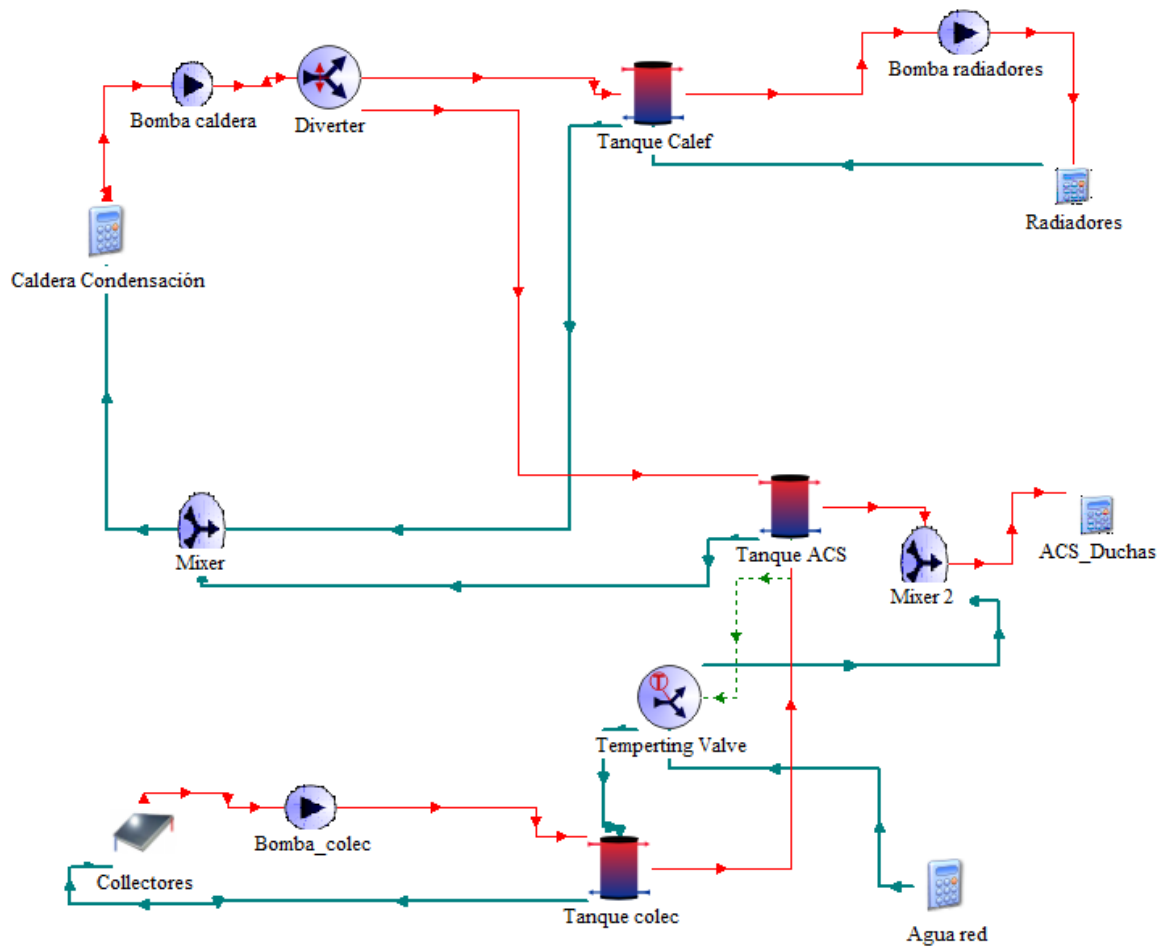 Bomba radiadores
Bomba caldera
Diverter
Tanque Calef
Radiadores
Caldera Condensación
Tanque ACS
ACS_Duchas
Mixer
Mixer 2
T
Temperting Valve
Bomba_colec
Collectores
Tanque colec
Agua red